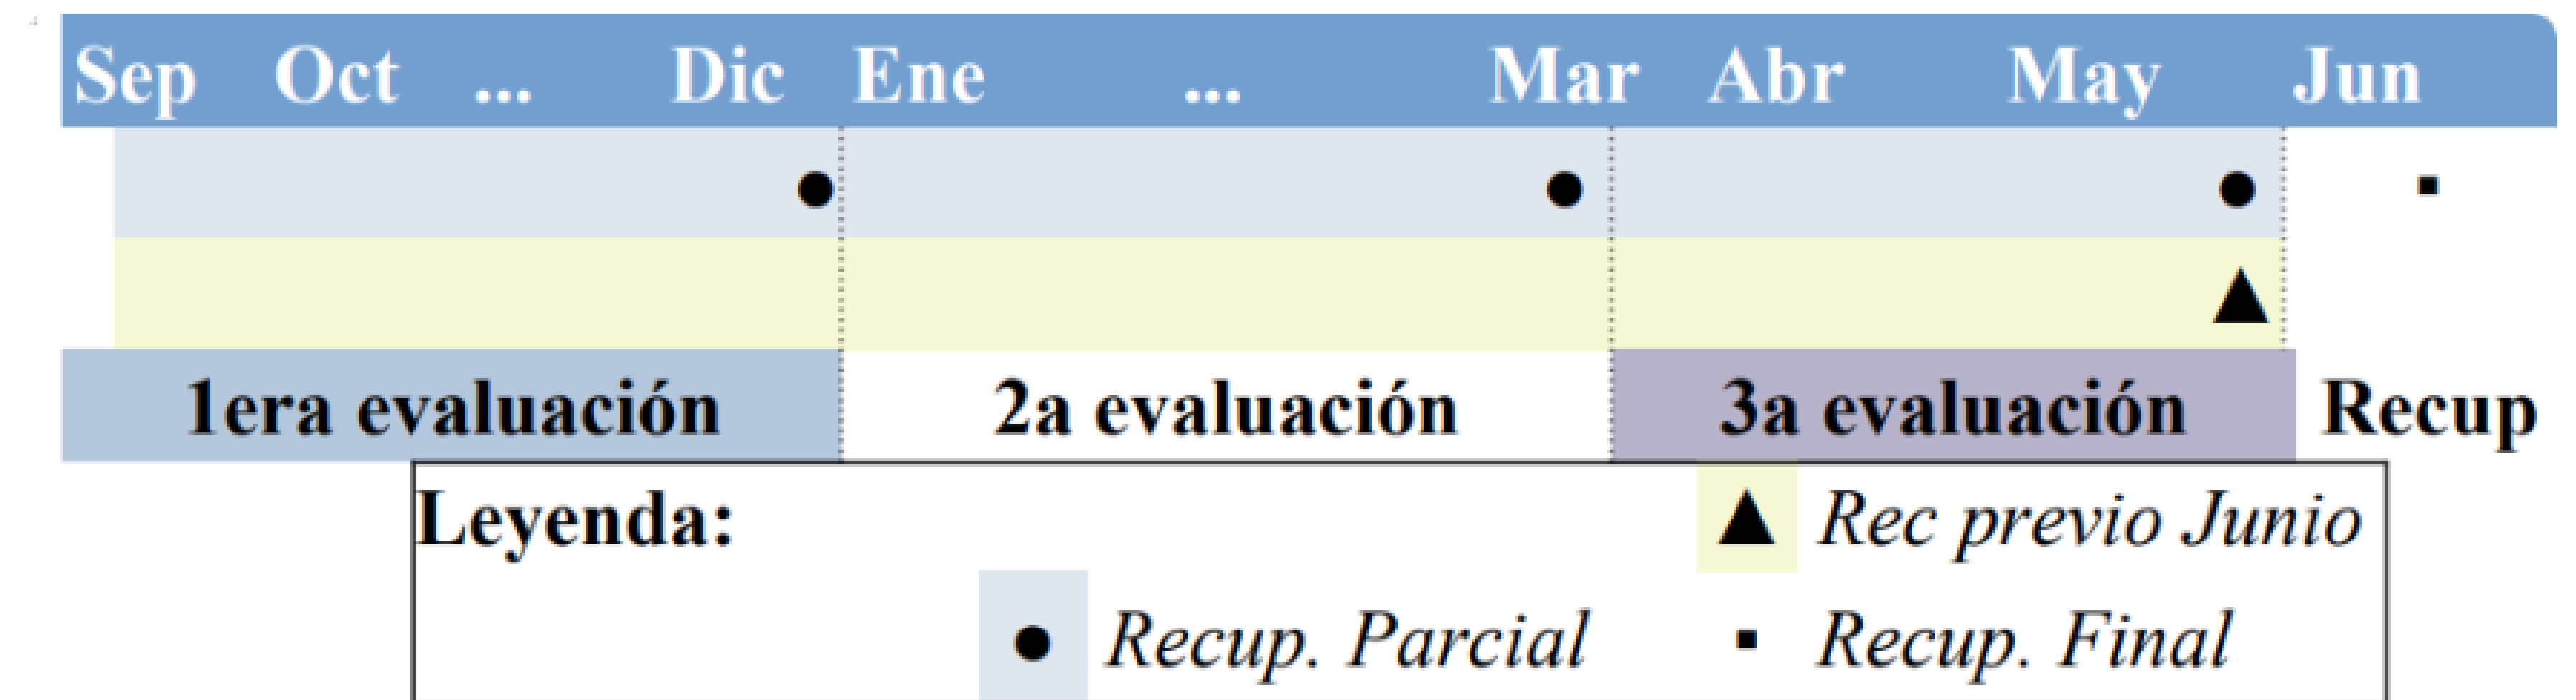 Sep Oct ... Dic Ene ... Mar Abr May Jun
1era evaluación 2a evaluación 3a evaluación Recup
Leyenda: ▲ Rec previo Junio
● Recup. Parcial ▪ Recup. Final